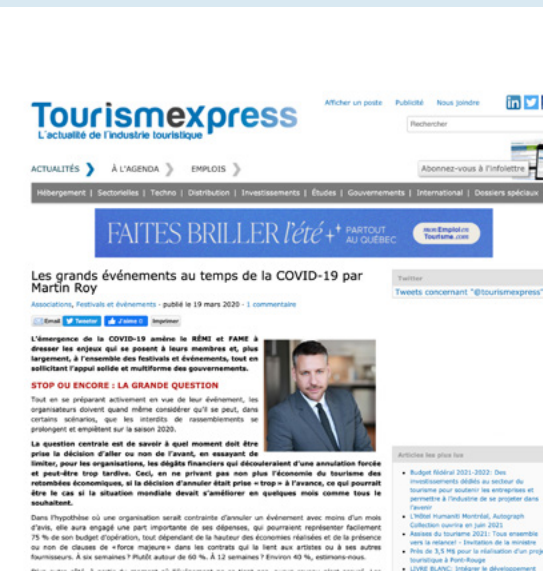 Afficher un poste Publicité Nous joindre
Tourismexpress
L'actualité de l'industrie touristique
Rechercher
ACTUALITÉS À L'AGENDA EMPLOIS
Abonnez-vous à l'infolettre
Hébergement | Sectorielles | Techno | Distribution | Investissements | Études | Gouvernements | International | Dossiers spéciaux
FAITES BRILLER l'été PARTOUT
AU QUÉBEC
mon Emploi en
Tourisme.com
Les grands événements au temps de la COVID-19 par
Martin Roy
Associations, Festivals et événements - publié le 19 mars 2020 - 1 commentaire
Email Tweeter J'aime 0 Imprimer
L'émergence de la COVID-19 amène le RÉMI et FAME à
dresser les enjeux qui se posent à leurs membres et, plus
largement, à l'ensemble des festivals et événements, tout en
sollicitant l'appui solide et multiforme des gouvernements.
STOP OU ENCORE : LA GRANDE QUESTION
Tout en se préparant activement en vue de leur événement, les
organisateurs doivent quand même considérer qu'il se peut, dans
certains scénarios, que les interdits de rassemblements se
prolongent et empiètent sur la saison 2020.
La question centrale est de savoir à quel moment doit être
prise la décision d'aller ou non de l'avant, en essayant de
limiter, pour les organisations, les dégâts financiers qui découleraient d'une annulation forcée
et peut-être trop tardive. Ceci, en ne privant pas non plus l'économie du tourisme des
retombées économiques, si la décision d'annuler était prise « trop » à l'avance, ce qui pourrait
être le cas si la situation mondiale devait s'améliorer en quelques mois comme tous le
souhaitent.
Dans l'hypothèse où une organisation serait contrainte d'annuler un événement avec moins d'un mois
d'avis, elle aura engagé une part importante de ses dépenses, qui pourraient représenter facilement
75 % de son budget d'opération, tout dépendant de la hauteur des économies réalisées et de la présence
ou non de clauses de «force majeure» dans les contrats qui la lient aux artistes ou à ses autres
fournisseurs. À six semaines ? Plutôt autour de 60 %. À 12 semaines ? Environ 40 %, estimons-nous.
Twitter
Tweets concernant "@tourismexpress"
Articles les plus lus
Budget fédéral 2021-2022: Des
investissements dédiés au secteur du
tourisme pour soutenir les entreprises et
permettre à l'industrie de se projeter dans
l'avenir
L'Hôtel Humaniti Montréal, Autograph
Collection ouvrira en juin 2021
Assises du tourisme 2021: Tous ensemble
vers la relance! - Invitation de la ministre
Près de 3,5 M$ pour la réalisation d'un projet
touristique à Pont-Rouge
LIVRE BLANC: Intégrer le développement